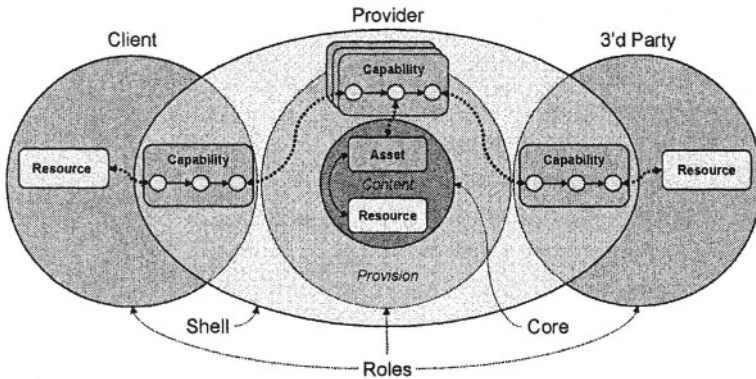 Provider
Client
3'd Party
Capability
Resource
Capability
Asset
Content
Resource
Capability
Resource
Provision
Shell
Core
Roles